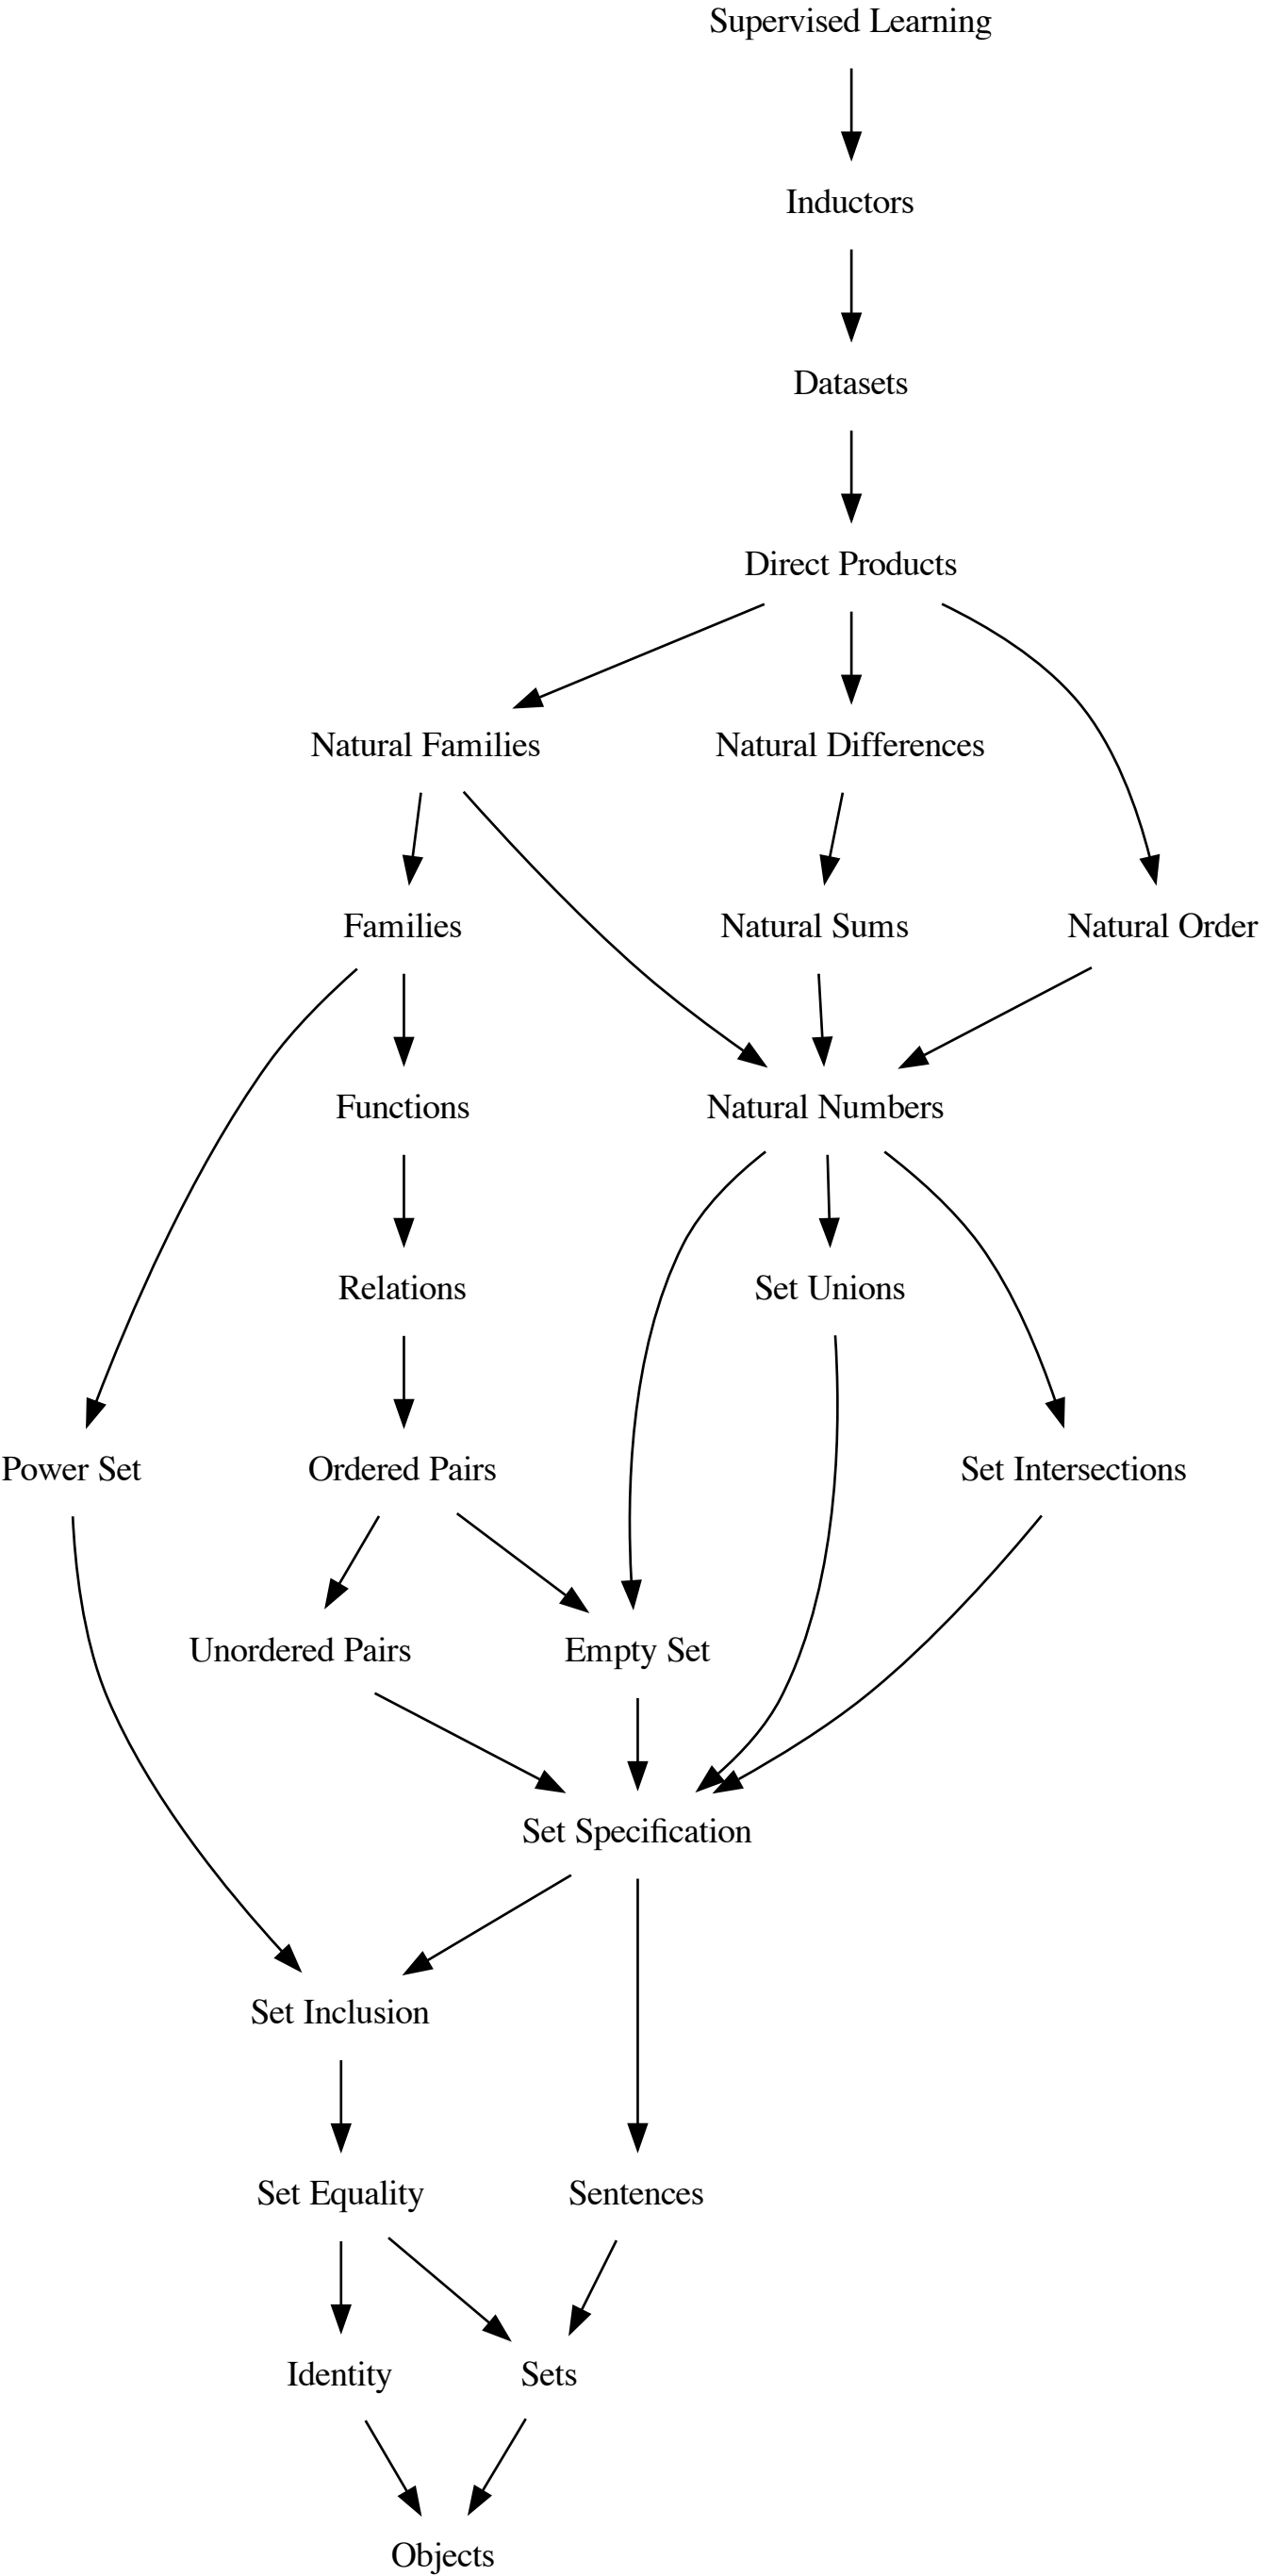 Supervised Learning
Inductors
Datasets
Direct Products
Natural Families
Natural Differences
Families
Natural Sums
Natural Order
Functions
Natural Numbers
Relations
Set Unions
Power Set
Ordered Pairs
Set Intersections
Unordered Pairs
Empty Set
Set Specification
Set Inclusion
Set Equality
Sentences
Identity
Sets
Objects